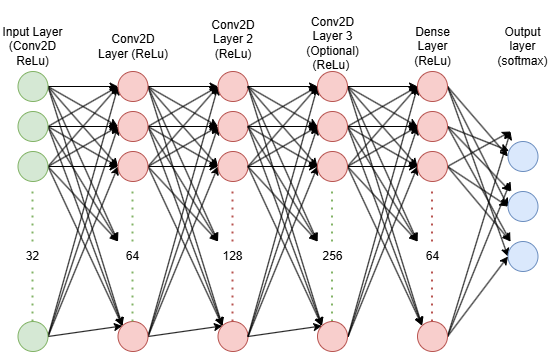 Input Layer
(Conv2D
ReLu)
Conv2D
Layer (ReLu)
Conv2D
Layer 2
(ReLu)
Conv2D
Layer 3
(Optional)
(ReLu)
Dense
Layer
(ReLu)
Output
layer
(softmax)
32
64
128
256
64